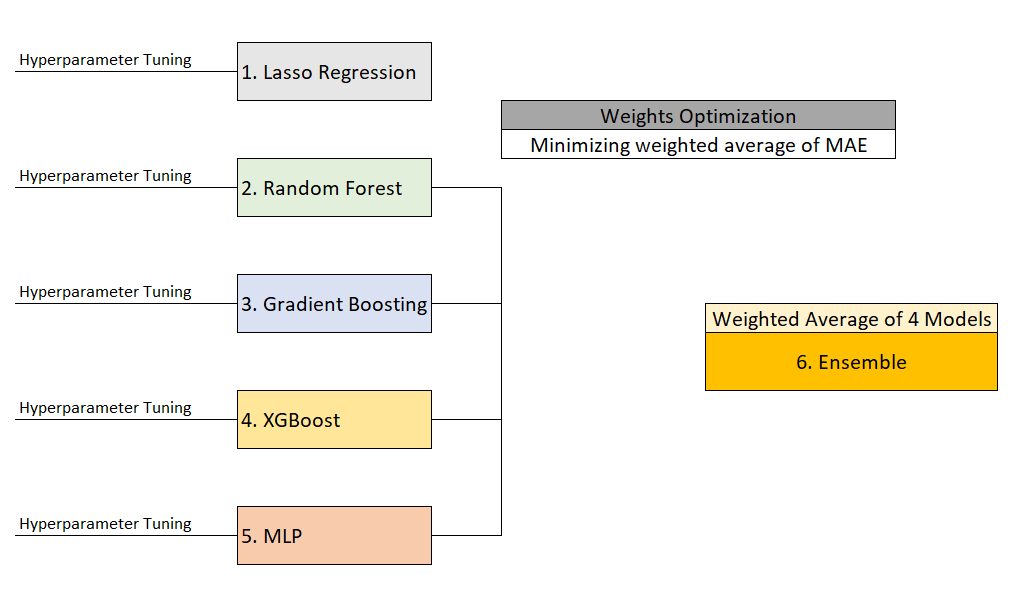 Hyperparameter Tuning
1. Lasso Regression
Weights Optimization
Minimizing weighted average of MAE
Hyperparameter Tuning
2. Random Forest
Hyperparameter Tuning
3. Gradient Boosting
Weighted Average of 4 Models
6. Ensemble
Hyperparameter Tuning
4. XGBoost
Hyperparameter Tuning
5. MLP